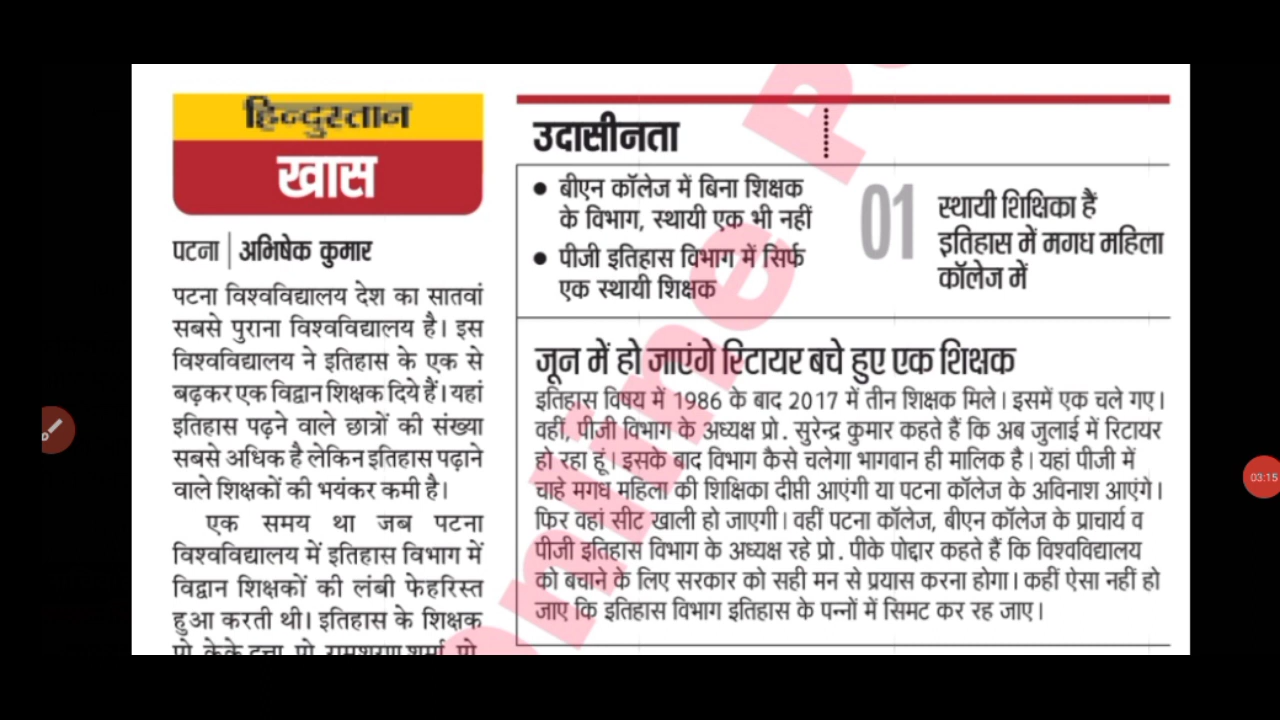 हिन्दुस्तान
खास
पटना | अभिषेक कुमार
पटना विश्वविद्यालय देश का सातवां
सबसे पुराना विश्वविद्यालय है। इस
विश्वविद्यालय ने इतिहास के एक से
बढ़कर एक विद्वान शिक्षक दिये हैं। यहां
इतिहास पढ़ने वाले छात्रों की संख्या
सबसे अधिक है लेकिन इतिहास पढ़ाने
वाले शिक्षकों की भयंकर कमी है।
एक समय था जब पटना
विश्वविद्यालय में इतिहास विभाग में
विद्वान शिक्षकों की लंबी फेहरिस्त
हुआ करती थी। इतिहास के शिक्षक
उदासीनता
● बीएन कॉलेज में बिना शिक्षक
के विभाग, स्थायी एक भी नहीं
● पीजी इतिहास विभाग में सिर्फ
एक स्थायी शिक्षक
01
स्थायी शिक्षिका हैं
इतिहास में मगध महिला
कॉलेज में
जून में हो जाएंगे रिटायर बचे हुए एक शिक्षक
इतिहास विषय में 1986 के बाद 2017 में तीन शिक्षक मिले। इसमें एक चले गए।
वहीं, पीजी विभाग के अध्यक्ष प्रो. सुरेन्द्र कुमार कहते हैं कि अब जुलाई में रिटायर
हो रहा हूं। इसके बाद विभाग कैसे चलेगा भागवान ही मालिक है। यहां पीजी में
चाहे मगध महिला की शिक्षिका दीप्ती आएंगी या पटना कॉलेज के अविनाश आएंगे।
फिर वहां सीट खाली हो जाएगी। वहीं पटना कॉलेज, बीएन कॉलेज के प्राचार्य व
पीजी इतिहास विभाग के अध्यक्ष रहे प्रो. पीके पोद्दार कहते हैं कि विश्वविद्यालय
को बचाने के लिए सरकार को सही मन से प्रयास करना होगा। कहीं ऐसा नहीं हो
जाए कि इतिहास विभाग इतिहास के पन्नों में सिमट कर रह जाए।
03:15